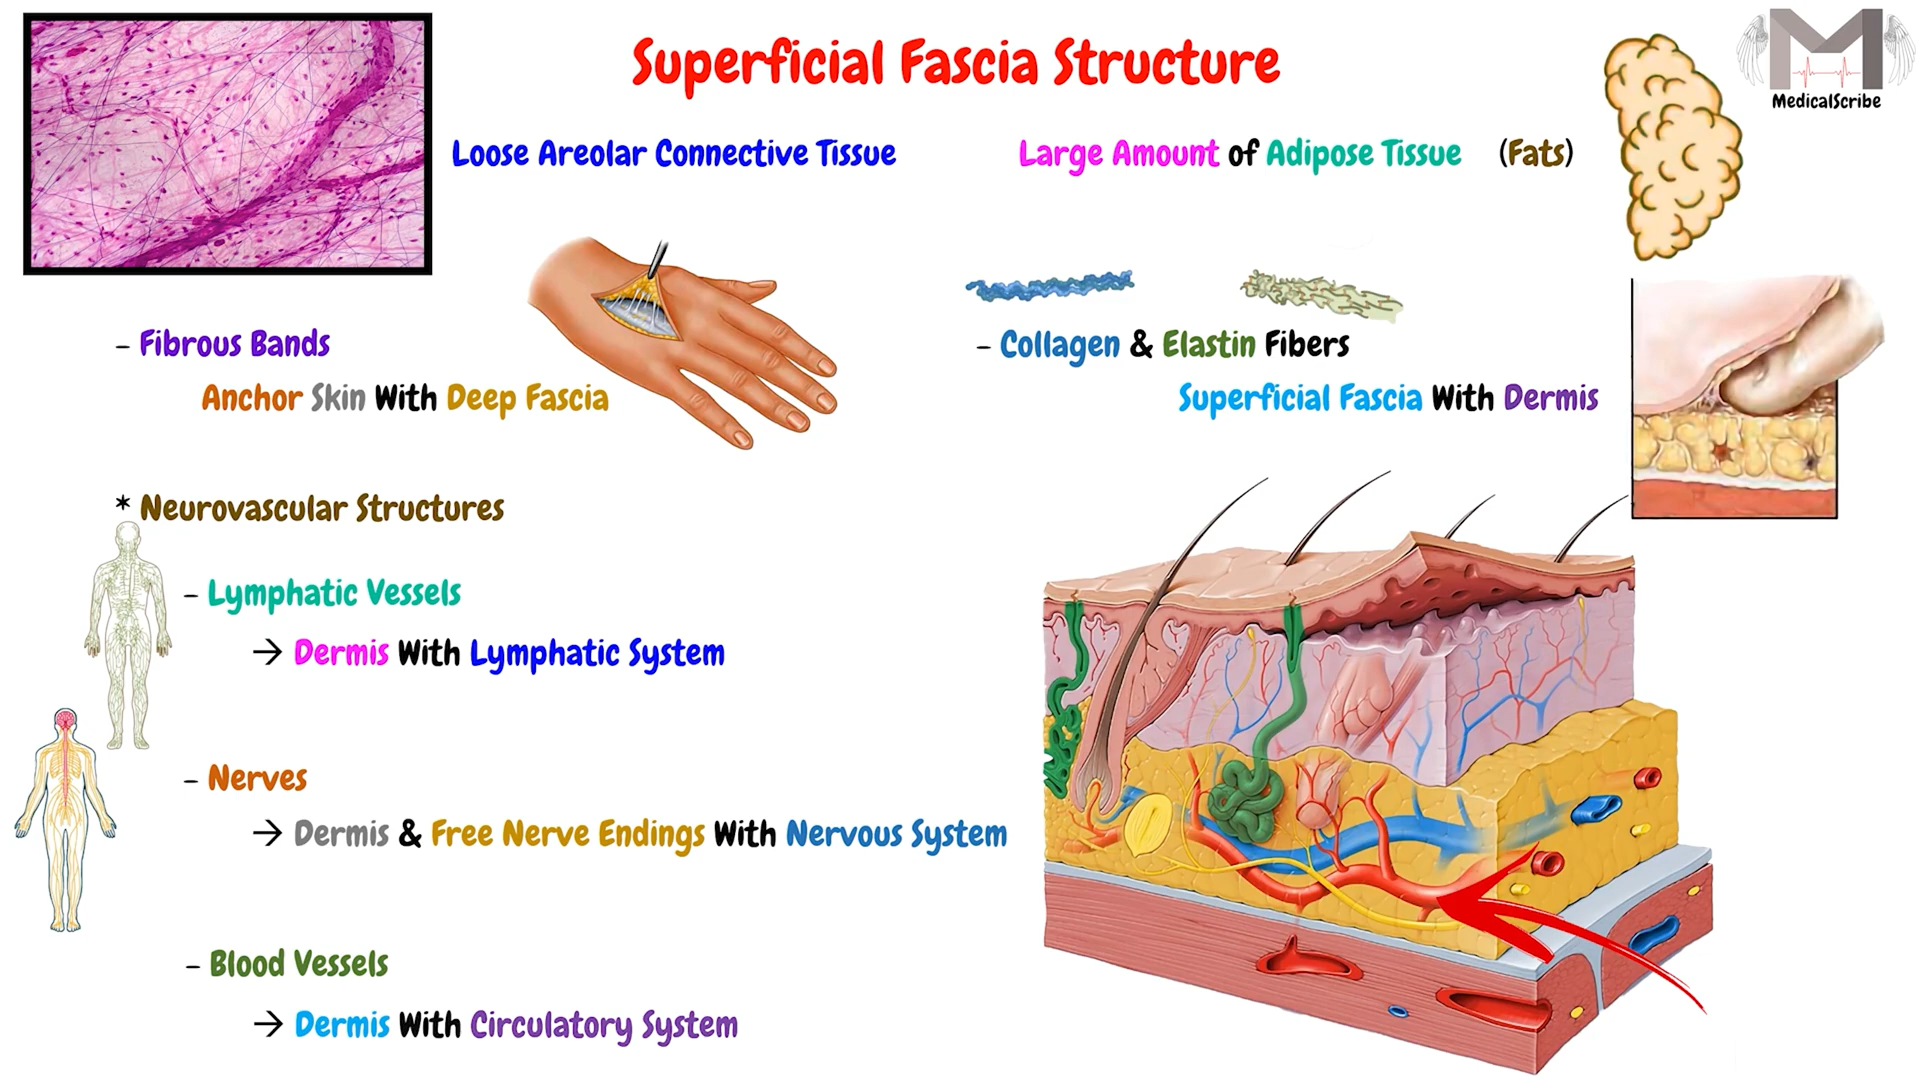 Superficial Fascia Structure
MedicalScribe
Loose Areolar Connective Tissue
Large Amount of Adipose Tissue (Fats)
- Fibrous Bands
Anchor Skin With Deep Fascia
- Collagen & Elastin Fibers
Superficial Fascia With Dermis
* Neurovascular Structures
- Lymphatic Vessels
→ Dermis With Lymphatic System
- Nerves
→ Dermis & Free Nerve Endings With Nervous System
- Blood Vessels
→ Dermis With Circulatory System